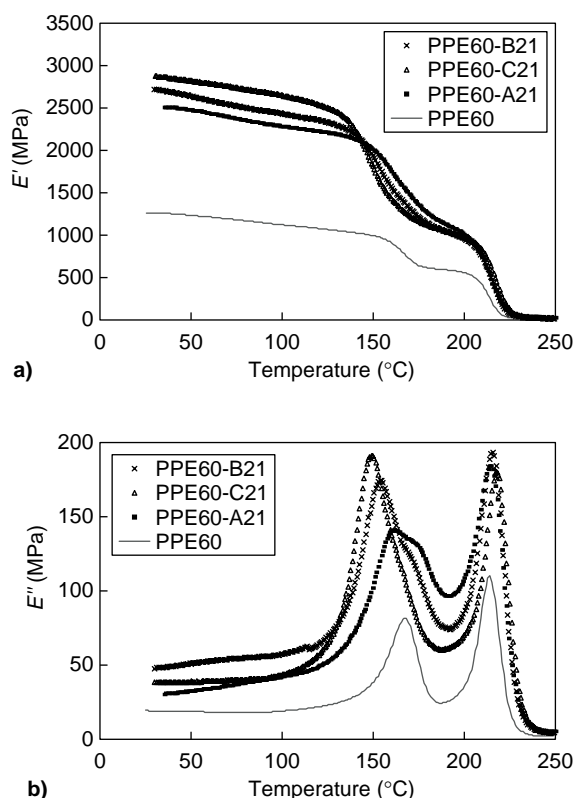 3500
3000
2500
2000
1500
1000
500
0
E′ (MPa)
PPE60-B21
PPE60-C21
PPE60-A21
PPE60
0 50 100 150 200 250
Temperature (°C)
a)
200
150
100
50
0
E″ (MPa)
PPE60-B21
PPE60-C21
PPE60-A21
PPE60
0 50 100 150 200 250
Temperature (°C)
b)